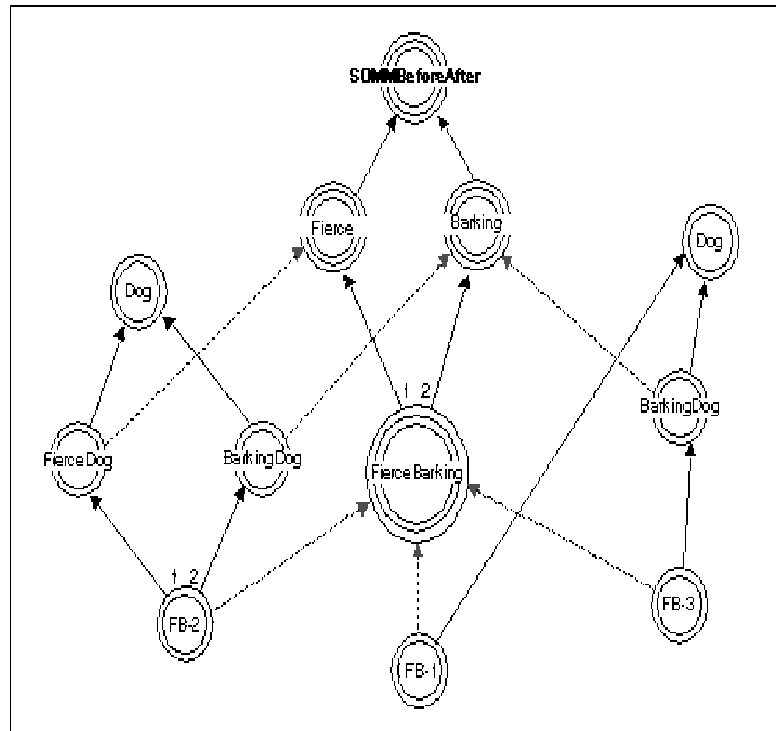 SOMMBeforeAfter
Fierce
Barking
Dog
Dog
1 2
FierceDog
BarkingDog
FierceBarking
BarkingDog
1 2
FB-2
FB-1
FB-3